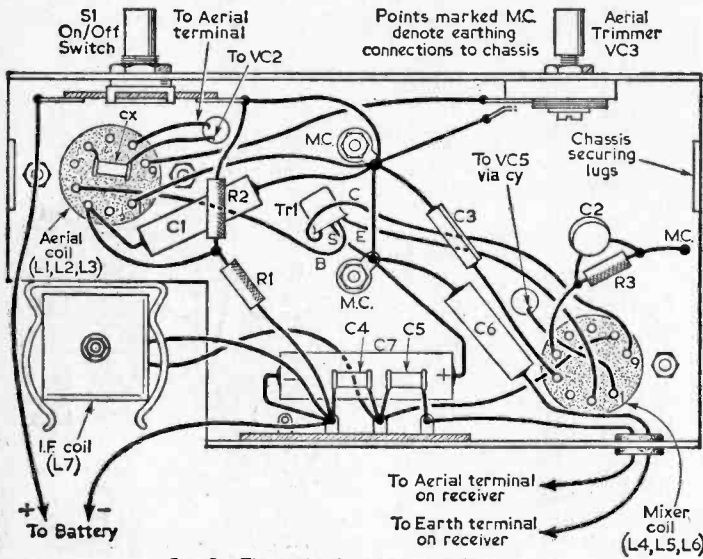 S1
On/Off
Switch
To Aerial
terminal
To VC2
Points marked M.C.
denote earthing
connections to chassis
Aerial
Trimmer
VC3
cx
M.C.
To VC5
via cy
Chassis
securing
lugs
R2
C1
Tr1
C
S
E
B
C3
C2
M.C.
R3
Aerial
coil
(L1,L2,L3)
R1
M.C.
C6
C4
C5
C7
9
1
− +
I.F. coil
(L7)
To Aerial terminal
on receiver
To Earth terminal
on receiver
Mixer
coil
(L4,L5,L6)
+ −
To Battery